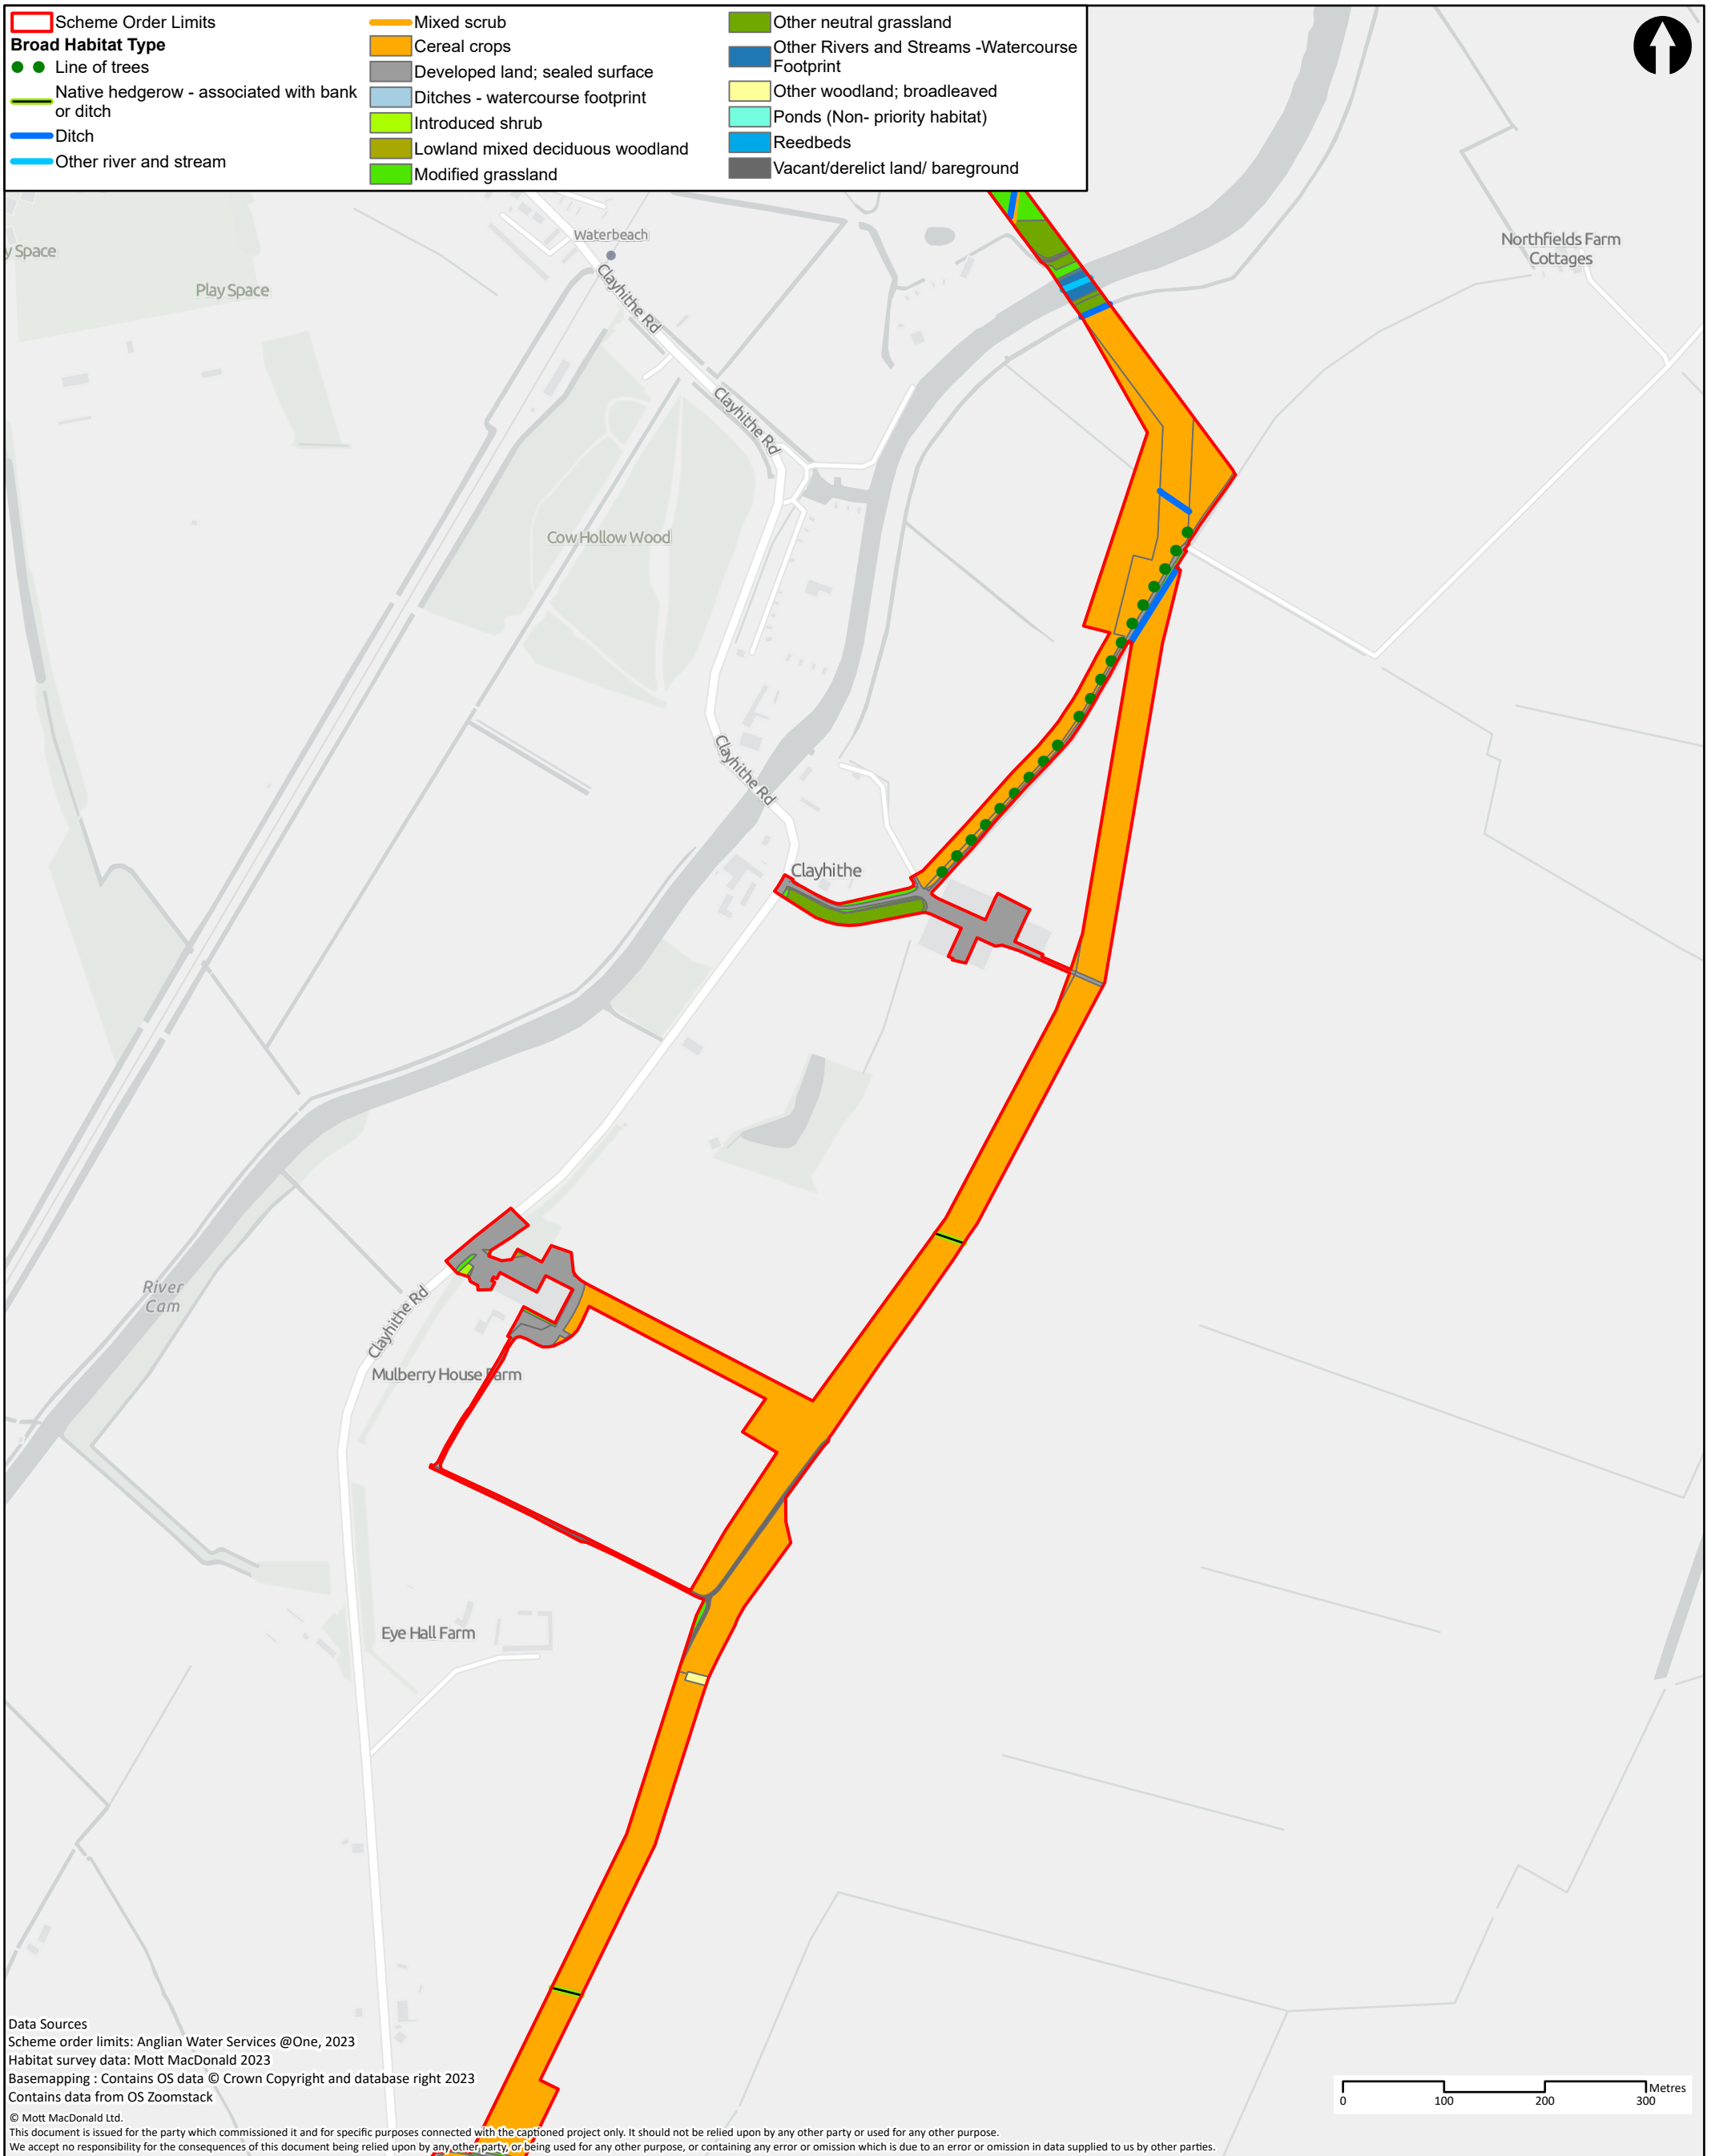 Scheme Order Limits
Broad Habitat Type
Line of trees
Native hedgerow - associated with bank
or ditch
Ditch
Other river and stream
Mixed scrub
Cereal crops
Developed land; sealed surface
Ditches - watercourse footprint
Introduced shrub
Lowland mixed deciduous woodland
Modified grassland
Other neutral grassland
Other Rivers and Streams -Watercourse
Footprint
Other woodland; broadleaved
Ponds (Non- priority habitat)
Reedbeds
Vacant/derelict land/ bareground
Waterbeach
y Space
Play Space
Northfields Farm
Cottages
Clayhithe Rd
Clayhithe Rd
Cow Hollow Wood
Clayhithe Rd
Clayhithe
River
Cam
Clayhithe Rd
Mulberry House Farm
Eye Hall Farm
Data Sources
Scheme order limits: Anglian Water Services @One, 2023
Habitat survey data: Mott MacDonald 2023
Basemapping : Contains OS data © Crown Copyright and database right 2023
Contains data from OS Zoomstack
© Mott MacDonald Ltd.
This document is issued for the party which commissioned it and for specific purposes connected with the captioned project only. It should not be relied upon by any other party or used for any other purpose.
We accept no responsibility for the consequences of this document being relied upon by any other party, or being used for any other purpose, or containing any error or omission which is due to an error or omission in data supplied to us by other parties.
Metres
0 100 200 300